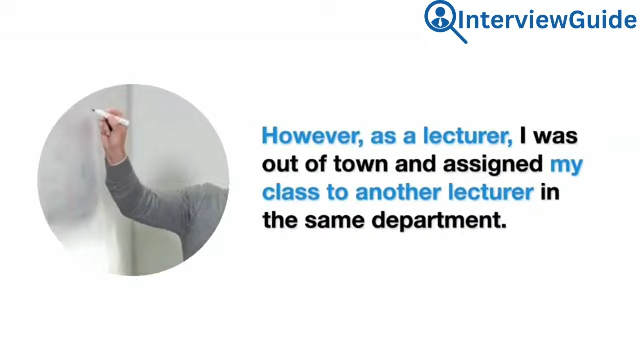 InterviewGuide
However, as a lecturer, I was
out of town and assigned my
class to another lecturer in
the same department.